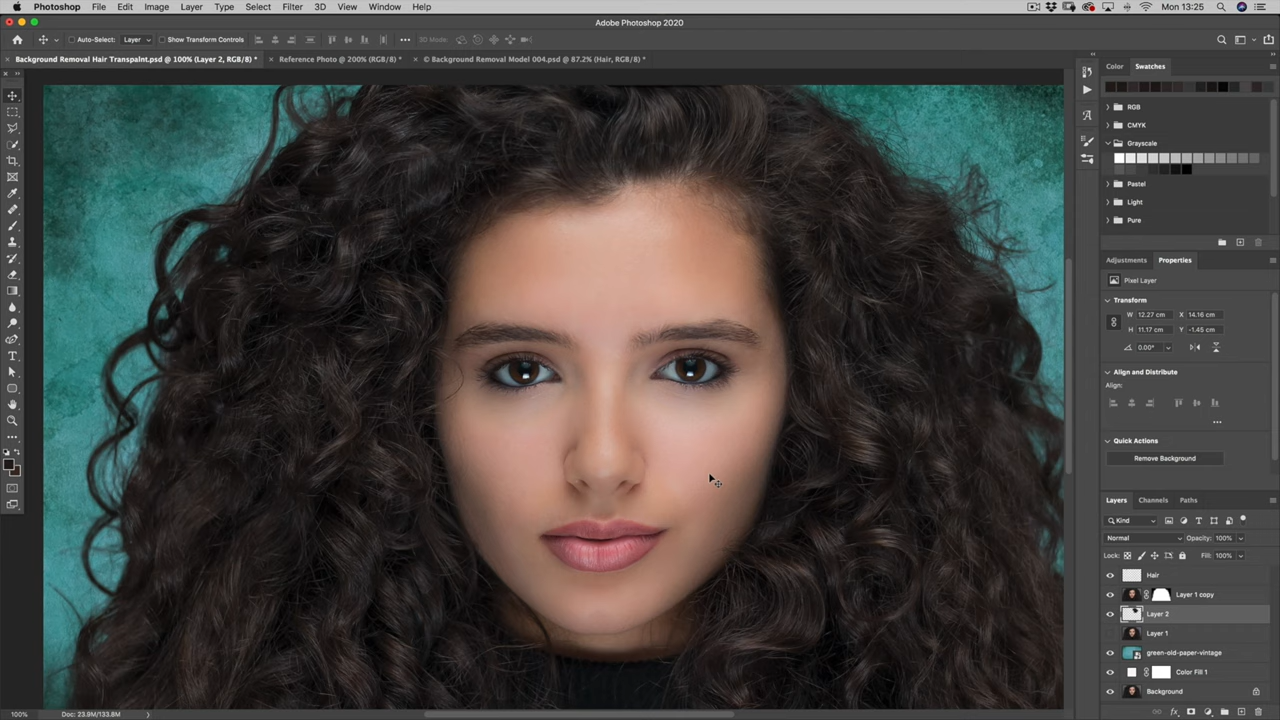 Photoshop File Edit Image Layer Type Select Filter 3D View Window Help Mon 13:25
Adobe Photoshop 2020
Auto-Select: Layer Show Transform Controls 3D Mode:
Background Removal Hair Transpaint.psd @ 100% (Layer 2, RGB/8) * Reference Photo @ 200% (RGB/8) * © Background Removal Model 004.psd @ 87.2% (Hair, RGB/8) *
Color Swatches
RGB
CMYK
Grayscale
Pastel
Light
Pure
Adjustments Properties
Pixel Layer
Transform
W 12.27 cm X 14.16 cm
H 11.17 cm Y -1.45 cm
0.00°
Align and Distribute
Align:
Quick Actions
Remove Background
Layers Channels Paths
Kind
Normal Opacity: 100%
Lock: Fill: 100%
Hair
Layer 1 copy
Layer 2
Layer 1
green-old-paper-vintage
Color Fill 1
Background
100% Doc: 23.9M/133.8M